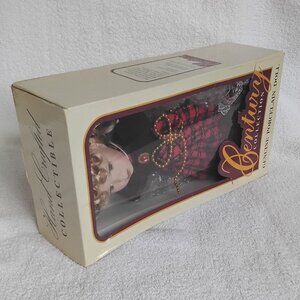 Hand Crafted
COLLECTIBLE
Century
COLLECTION
GENUINE PORCELAIN DOLL